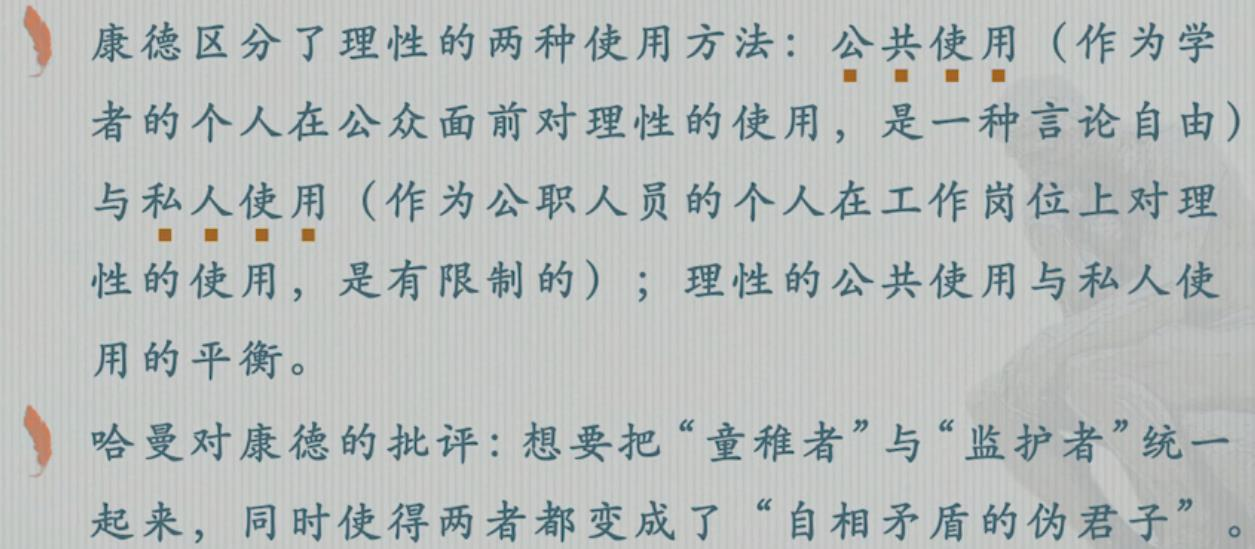 康德区分了理性的两种使用方法：公共使用（作为学
者的个人在公众面前对理性的使用，是一种言论自由）
与私人使用（作为公职人员的个人在工作岗位上对理
性的使用，是有限制的）；理性的公共使用与私人使
用的平衡。
哈曼对康德的批评：想要把“童稚者”与“监护者”统一
起来，同时使得两者都变成了“自相矛盾的伪君子”。